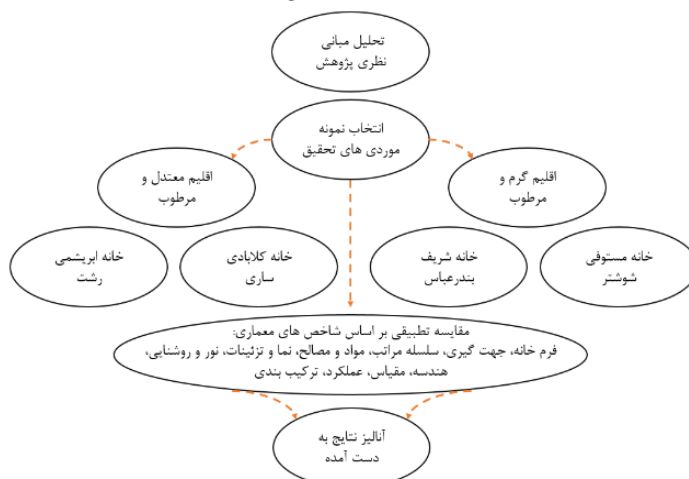 تحلیل مبانی
نظری پژوهش
انتخاب نمونه
موردی های تحقیق
اقلیم گرم و
مرطوب
اقلیم معتدل و
مرطوب
خانه مستوفی
شوشتر
خانه شریف
بندرعباس
خانه کلابادی
ساری
خانه ابریشمی
رشت
مقایسه تطبیقی بر اساس شاخص های معماری:
فرم خانه، جهت گیری، سلسله مراتب، مواد و مصالح، نما و تزئینات، نور و روشنایی،
هندسه، مقیاس، عملکرد، ترکیب بندی
آنالیز نتایج به
دست آمده